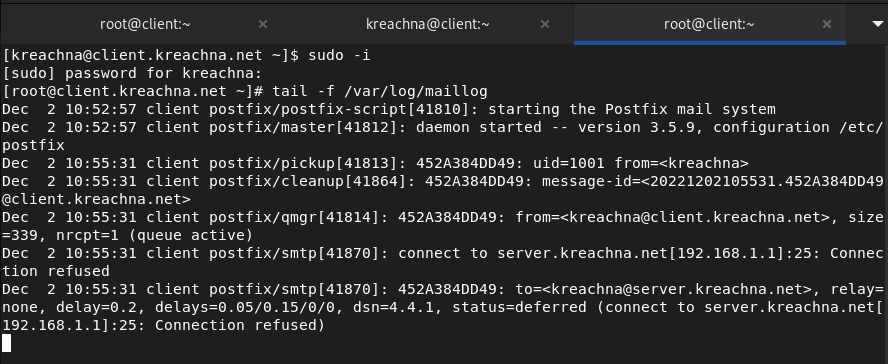 root@client:~ × kreachna@client:~ × root@client:~ ×
[kreachna@client.kreachna.net ~]$ sudo -i
[sudo] password for kreachna:
[root@client.kreachna.net ~]# tail -f /var/log/maillog
Dec  2 10:52:57 client postfix/postfix-script[41810]: starting the Postfix mail system
Dec  2 10:52:57 client postfix/master[41812]: daemon started -- version 3.5.9, configuration /etc/
postfix
Dec  2 10:55:31 client postfix/pickup[41813]: 452A384DD49: uid=1001 from=<kreachna>
Dec  2 10:55:31 client postfix/cleanup[41864]: 452A384DD49: message-id=<20221202105531.452A384DD49
@client.kreachna.net>
Dec  2 10:55:31 client postfix/qmgr[41814]: 452A384DD49: from=<kreachna@client.kreachna.net>, size
=339, nrcpt=1 (queue active)
Dec  2 10:55:31 client postfix/smtp[41870]: connect to server.kreachna.net[192.168.1.1]:25: Connec
tion refused
Dec  2 10:55:31 client postfix/smtp[41870]: 452A384DD49: to=<kreachna@server.kreachna.net>, relay=
none, delay=0.2, delays=0.05/0.15/0/0, dsn=4.4.1, status=deferred (connect to server.kreachna.net[
192.168.1.1]:25: Connection refused)